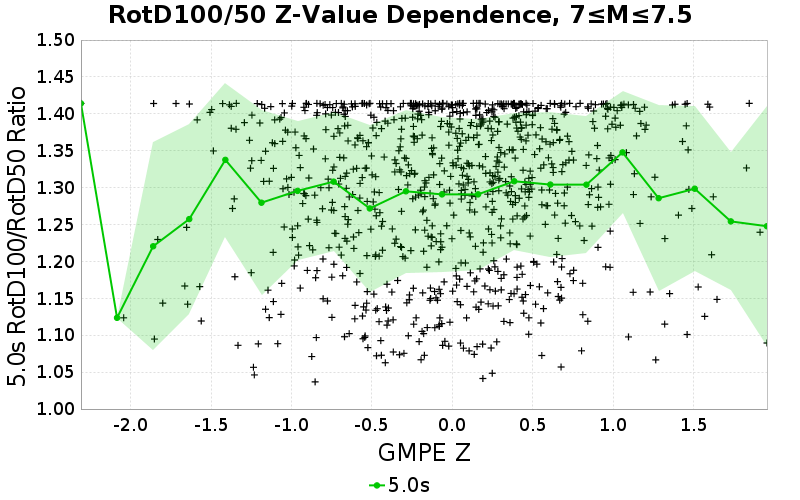 RotD100/50 Z-Value Dependence, 7≤M≤7.5
1.50
1.45
1.40
1.35
1.30
1.25
1.20
1.15
1.10
1.05
1.00
5.0s RotD100/RotD50 Ratio
-2.0 -1.5 -1.0 -0.5 0.0 0.5 1.0 1.5
GMPE Z
5.0s